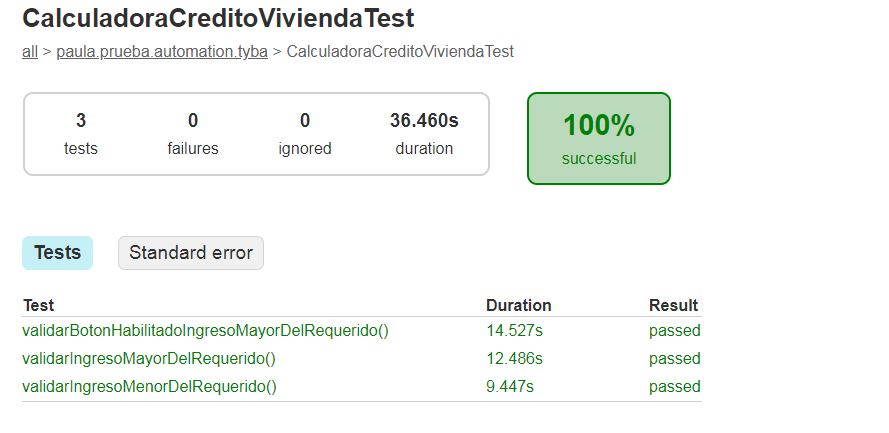 CalculadoraCreditoViviendaTest
all > paula.prueba.automation.tyba > CalculadoraCreditoViviendaTest
3 0 0 36.460s
tests failures ignored duration
100%
successful
Tests Standard error
Test Duration Result
validarBotonHabilitadoIngresoMayorDelRequerido() 14.527s passed
validarIngresoMayorDelRequerido() 12.486s passed
validarIngresoMenorDelRequerido() 9.447s passed